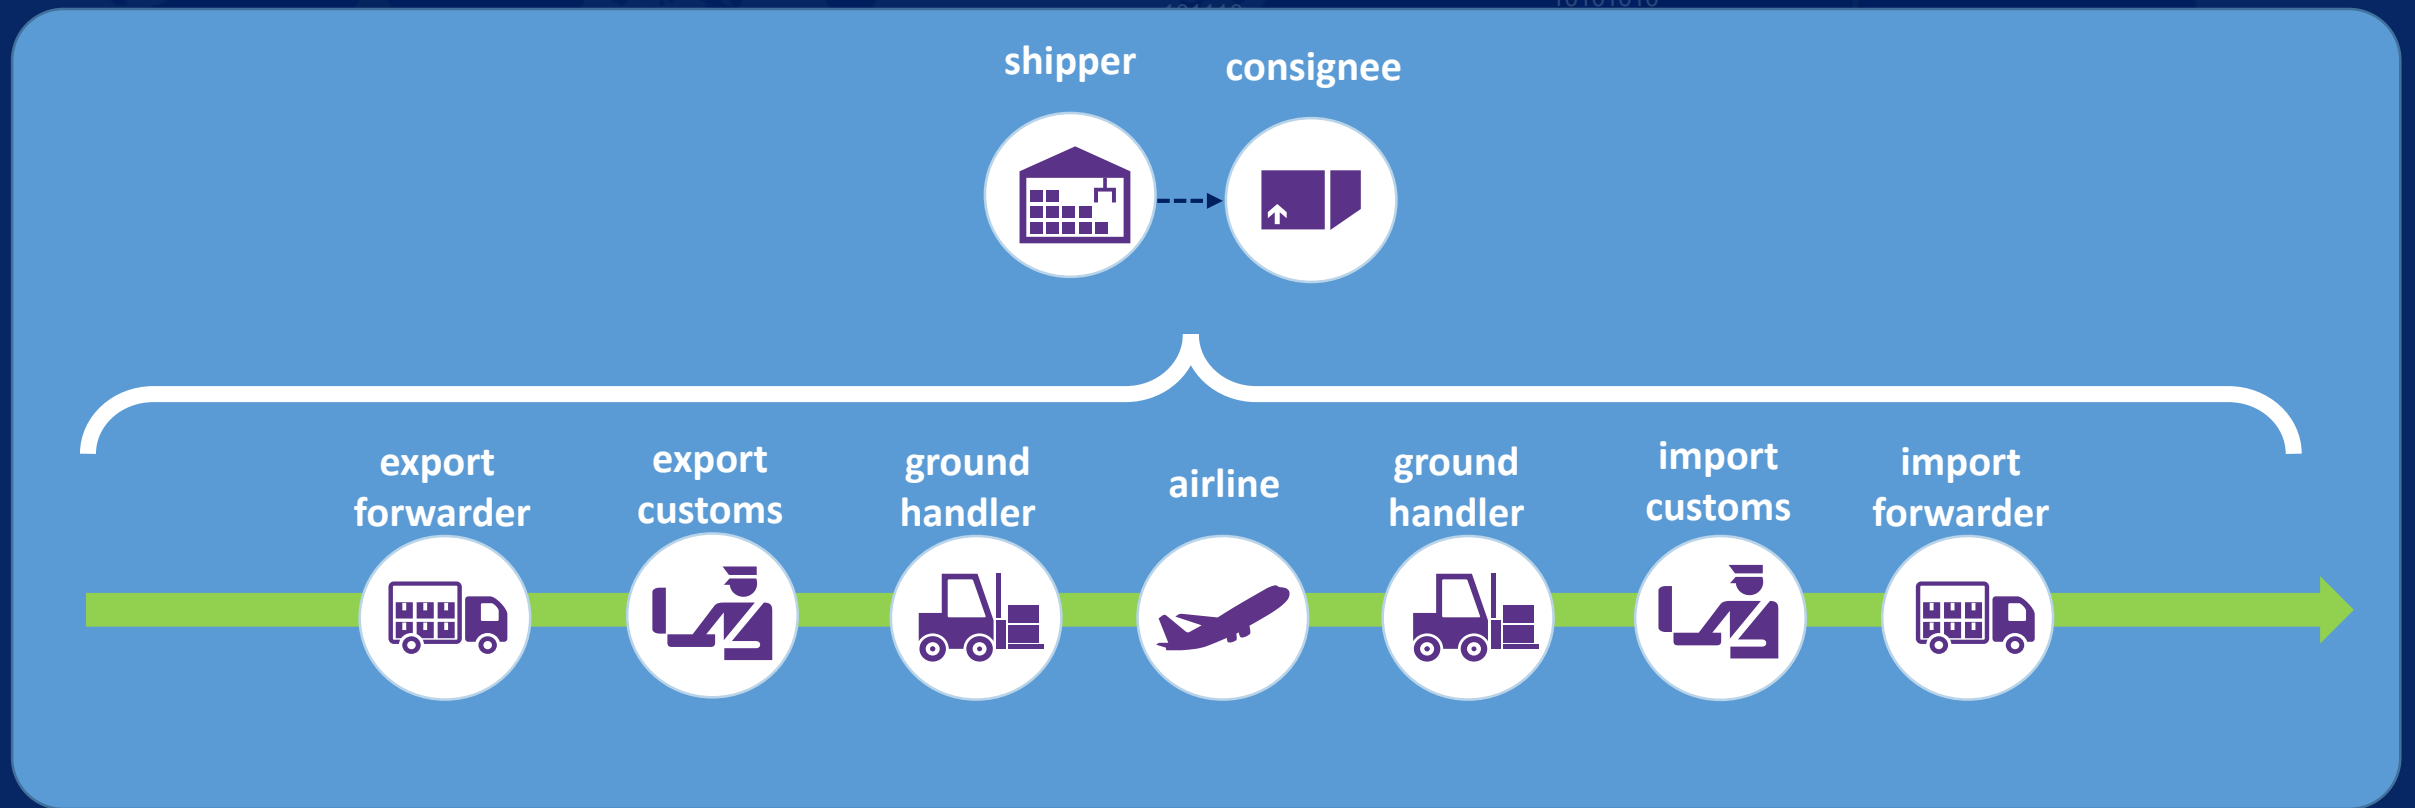 shipper
consignee
export
forwarder
export
customs
ground
handler
airline
ground
handler
import
customs
import
forwarder